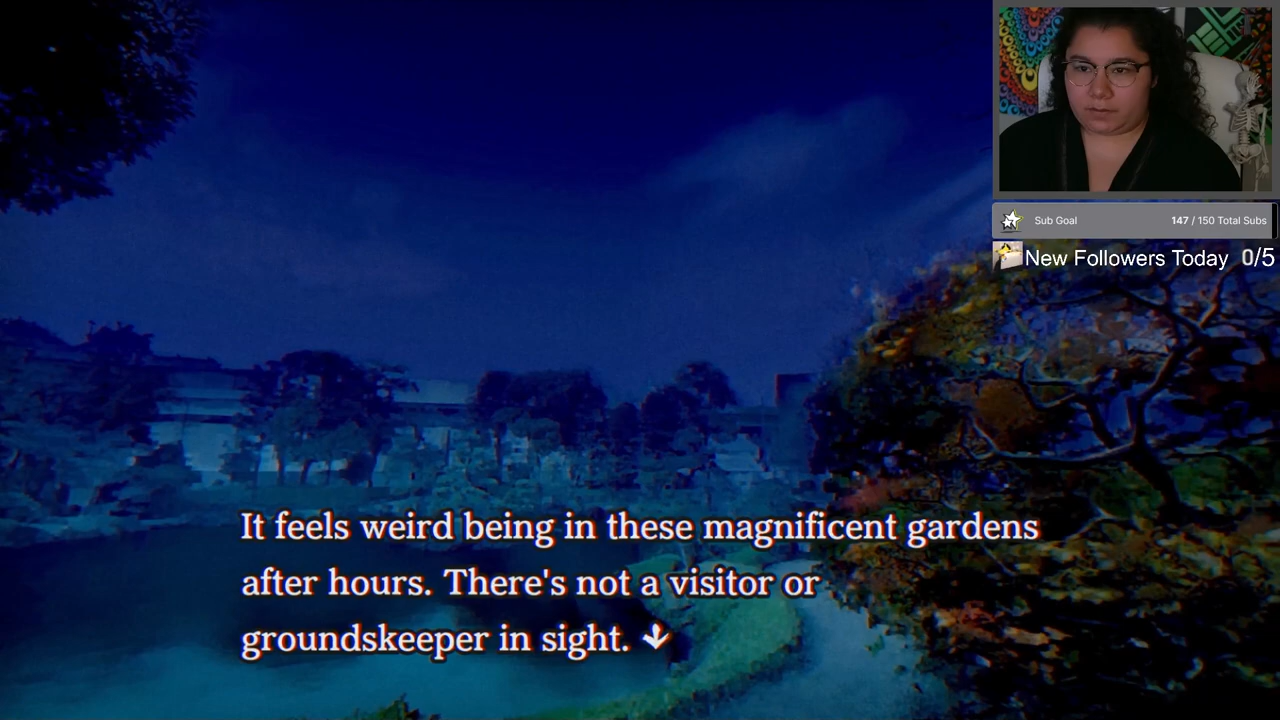 Sub Goal 147 / 150 Total Subs
New Followers Today 0/5
It feels weird being in these magnificent gardens
after hours. There's not a visitor or
groundskeeper in sight.